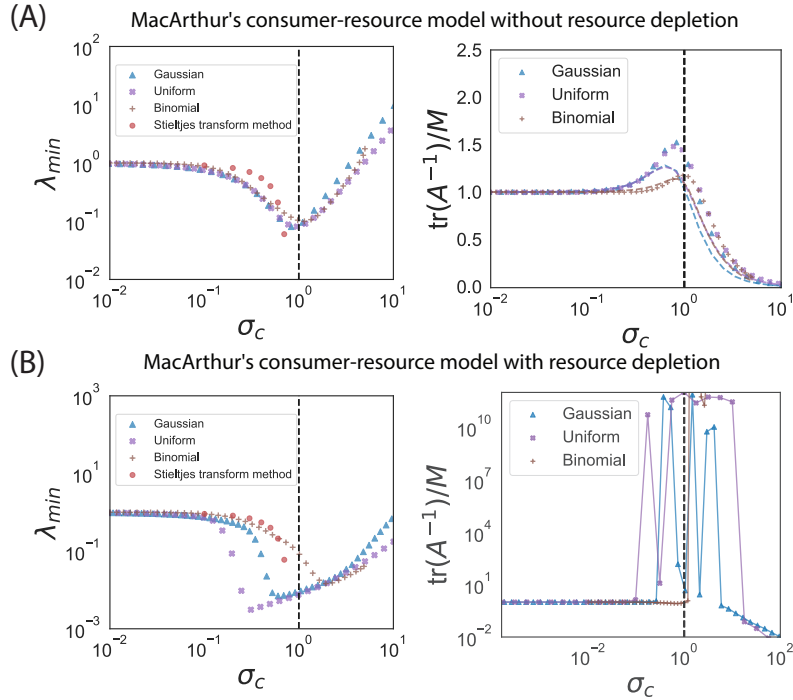 (A)
MacArthur's consumer-resource model without resource depletion
10^2
10^1
10^0
10^-1
10^-2
λ_min
Gaussian
Uniform
Binomial
Stieltjes transform method
10^-2
10^-1
10^0
10^1
σ_c
2.5
2.0
1.5
1.0
0.5
0.0
tr(A^-1)/M
Gaussian
Uniform
Binomial
10^-2
10^-1
10^0
10^1
σ_c
(B)
MacArthur's consumer-resource model with resource depletion
10^3
10^1
10^-1
10^-3
λ_min
Gaussian
Uniform
Binomial
Stieltjes transform method
10^-2
10^-1
10^0
10^1
σ_c
10^10
10^7
10^4
10^1
10^-2
tr(A^-1)/M
Gaussian
Uniform
Binomial
10^-2
10^0
10^2
σ_c